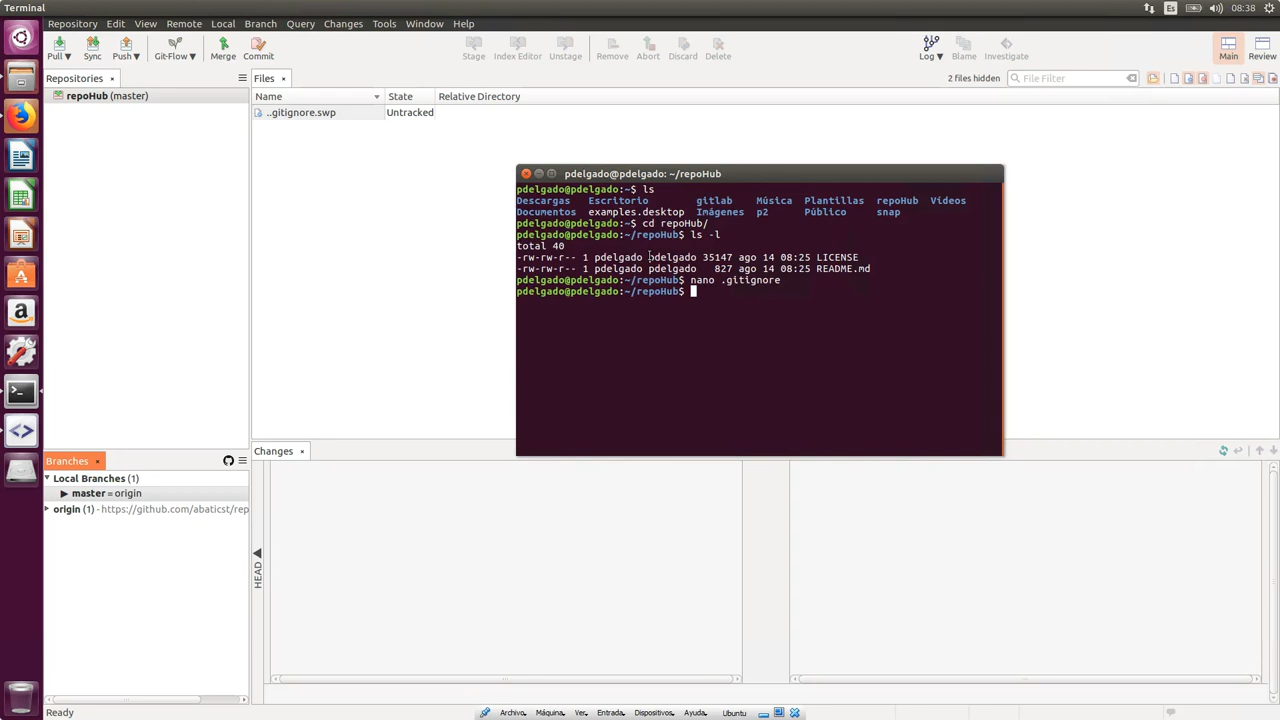 Terminal
Es 08:38
Repository Edit View Remote Local Branch Query Changes Tools Window Help
Pull Sync Push Git-Flow Merge Commit Stage Index Editor Unstage Remove Abort Discard Delete Log Blame Investigate Main Review
Repositories
Files
2 files hidden
File Filter
repoHub (master)
Name State Relative Directory
..gitignore.swp Untracked
pdelgado@pdelgado: ~/repoHub
pdelgado@pdelgado:~$ ls
Descargas Escritorio gitlab Música Plantillas repoHub Vídeos
Documentos examples.desktop Imágenes p2 Público snap
pdelgado@pdelgado:~$ cd repoHub/
pdelgado@pdelgado:~/repoHub$ ls -l
total 40
-rw-rw-r-- 1 pdelgado pdelgado 35147 ago 14 08:25 LICENSE
-rw-rw-r-- 1 pdelgado pdelgado 827 ago 14 08:25 README.md
pdelgado@pdelgado:~/repoHub$ nano .gitignore
pdelgado@pdelgado:~/repoHub$
Branches
Changes
Local Branches (1)
master = origin
origin (1) - https://github.com/abaticst/rep
HEAD
Ready
Archivo Máquina Ver Entrada Dispositivos Ayuda Ubuntu